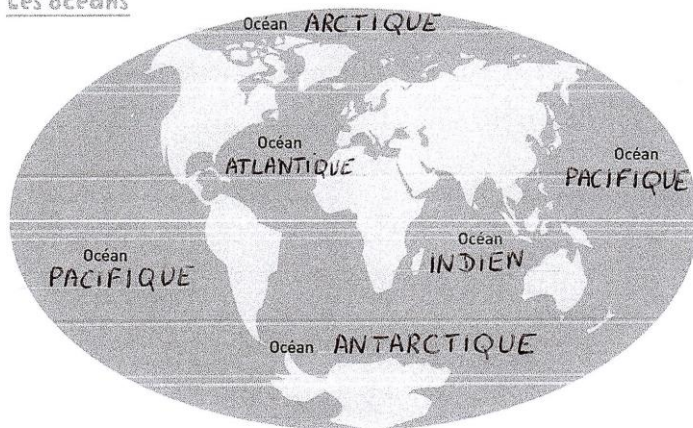 Les océans
Océan ARCTIQUE
Océan
ATLANTIQUE
Océan
PACIFIQUE
Océan
PACIFIQUE
Océan
INDIEN
Océan ANTARCTIQUE